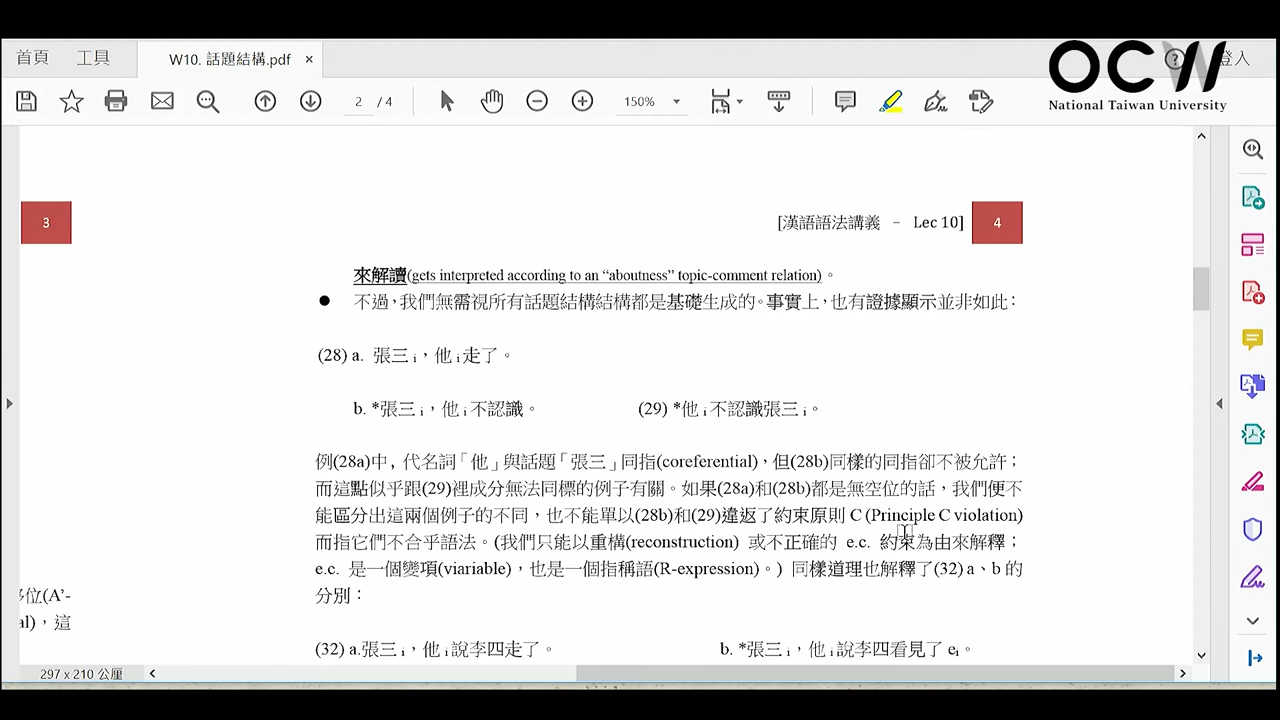 首頁 工具 W10. 話題結構.pdf × ? 登入
OCW
National Taiwan University
2 / 4 150%
3
[漢語語法講義 - Lec 10] 4
來解讀(gets interpreted according to an “aboutness” topic-comment relation)。
● 不過，我們無需視所有話題結構結構都是基礎生成的。事實上，也有證據顯示並非如此：
(28) a. 張三 i，他 i 走了。
b. *張三 i，他 i 不認識。 (29) *他 i 不認識張三 i。
例(28a)中，代名詞「他」與話題「張三」同指(coreferential)，但(28b)同樣的同指卻不被允許；
而這點似乎跟(29)裡成分無法同標的例子有關。如果(28a)和(28b)都是無空位的話，我們便不
能區分出這兩個例子的不同，也不能單以(28b)和(29)違返了約束原則 C (Principle C violation)
而指它們不合乎語法。(我們只能以重構(reconstruction) 或不正確的 e.c. 約束為由來解釋；
e.c. 是一個變項(viariable)，也是一個指稱語(R-expression)。) 同樣道理也解釋了(32) a、b 的
分別：
移位(A’-
al)，這
(32) a.張三 i，他 i 說李四走了。 b. *張三 i，他 i 說李四看見了 ei。
297 x 210 公厘